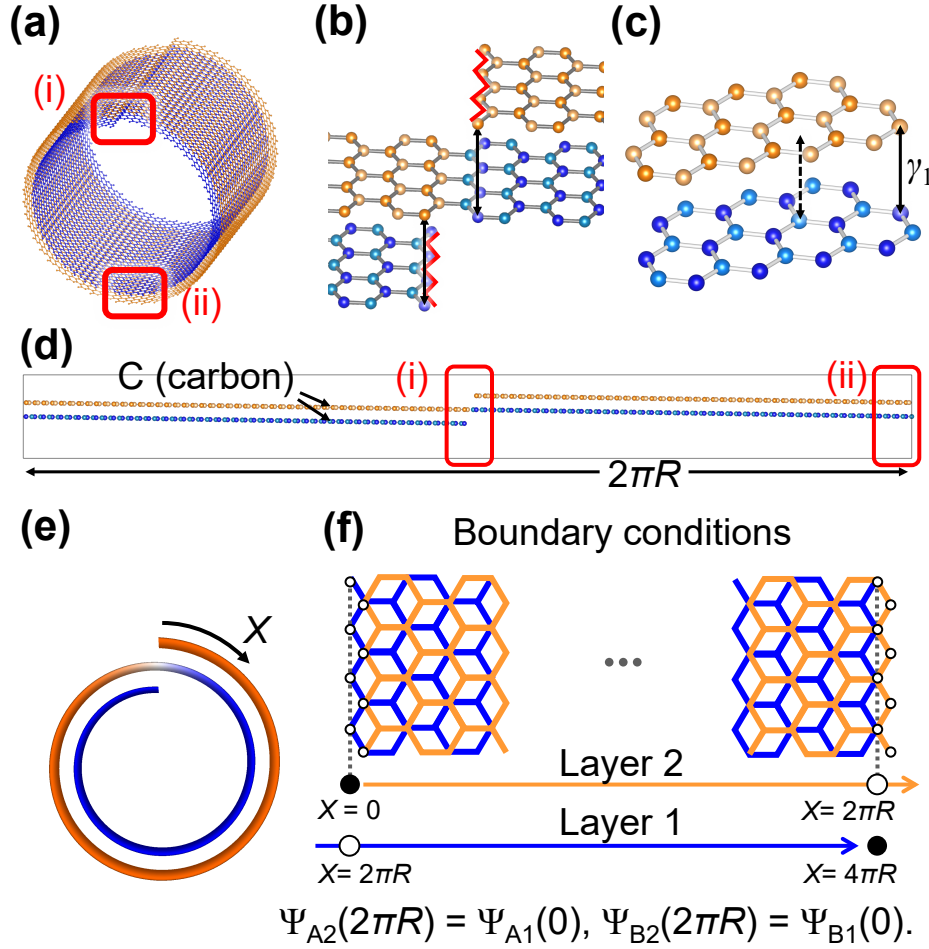 (a)
(i)
(ii)
(b)
(c)
γ1
(d)
C (carbon)
(i)
(ii)
2πR
(e)
X
(f)
Boundary conditions
Layer 2
X = 0
X= 2πR
Layer 1
X= 2πR
X= 4πR
ΨA2(2πR) = ΨA1(0), ΨB2(2πR) = ΨB1(0).